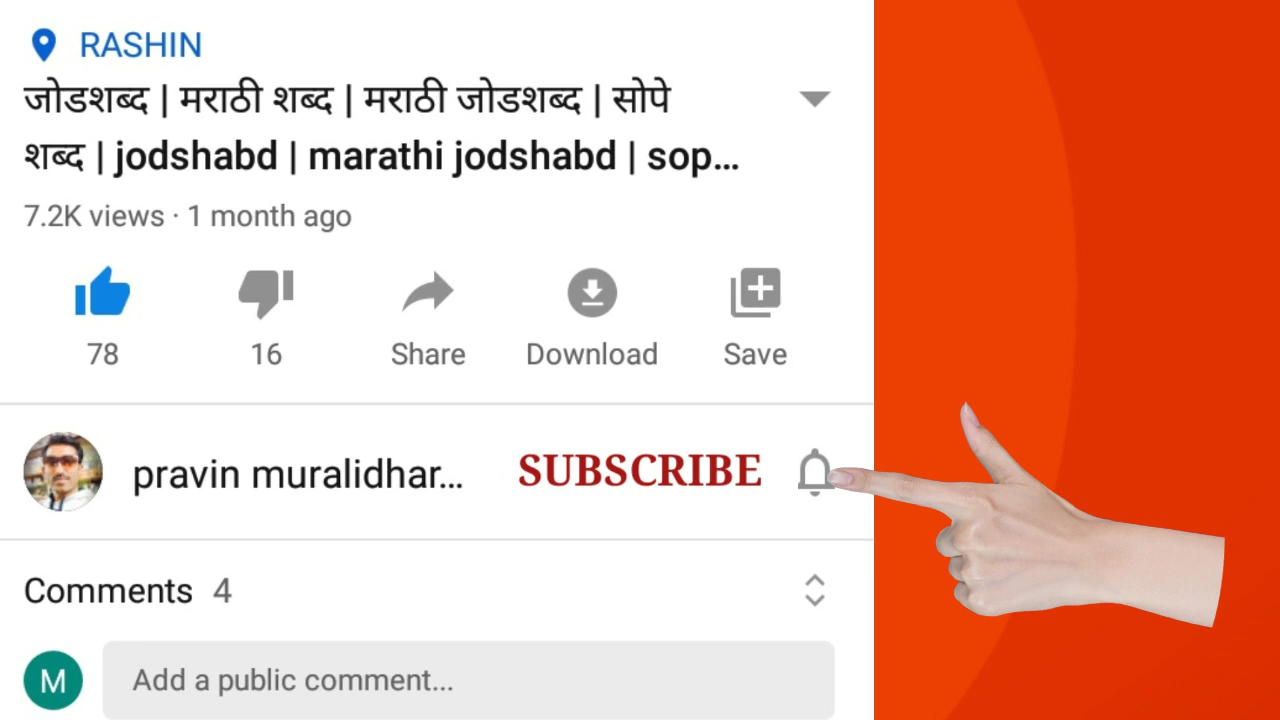 RASHIN
जोडशब्द | मराठी शब्द | मराठी जोडशब्द | सोपे
शब्द | jodshabd | marathi jodshabd | sop...
7.2K views · 1 month ago
78 16 Share Download Save
pravin muralidhar... SUBSCRIBE
Comments 4
M Add a public comment...